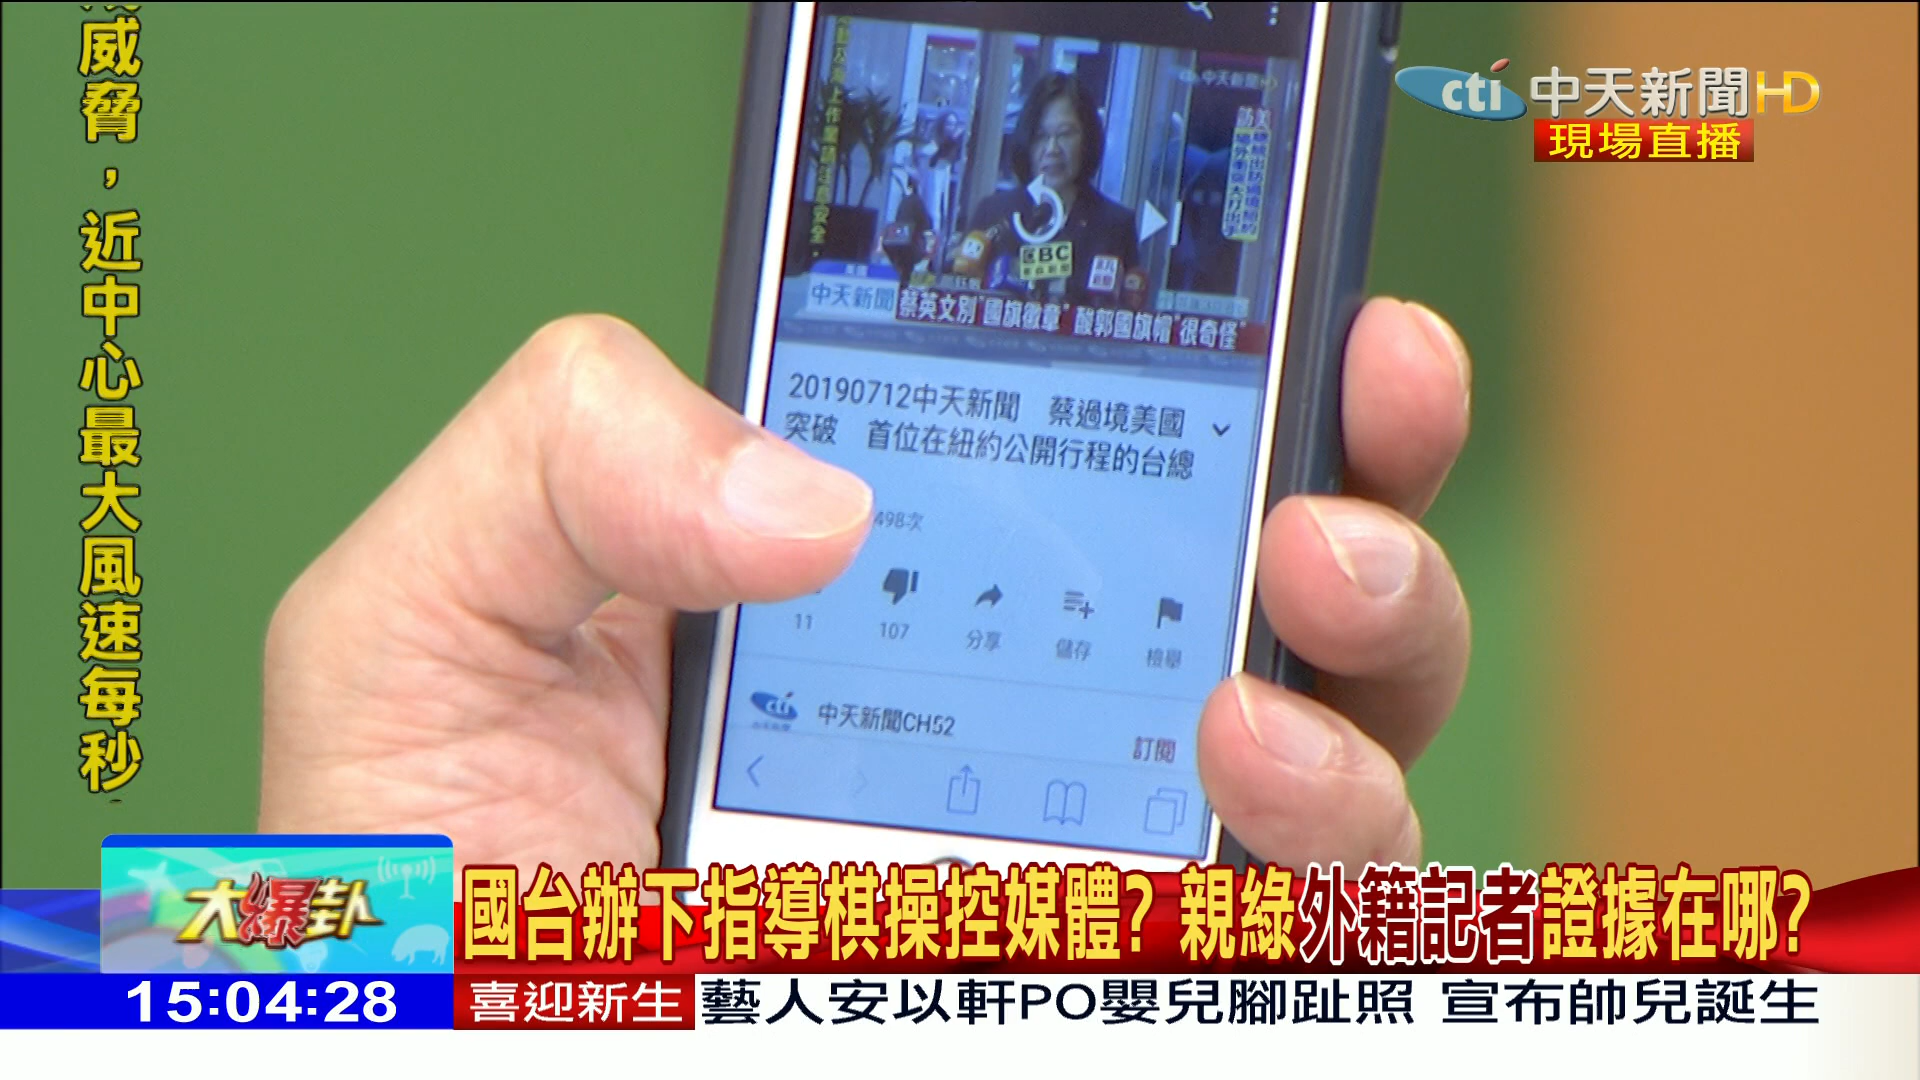 威脅，近中心最大風速每秒
cti 中天新聞HD
現場直播
EBC
中天新聞
蔡英文別"國旗徽章" 酸郭國旗帽"很奇怪"
20190712中天新聞 蔡過境美國
突破 首位在紐約公開行程的台總
498次
11
107
分享
儲存
檢舉
cti
中天新聞CH52
訂閱
大爆卦
國台辦下指導棋操控媒體? 親綠外籍記者證據在哪?
15:04:28
喜迎新生
藝人安以軒PO嬰兒腳趾照 宣布帥兒誕生